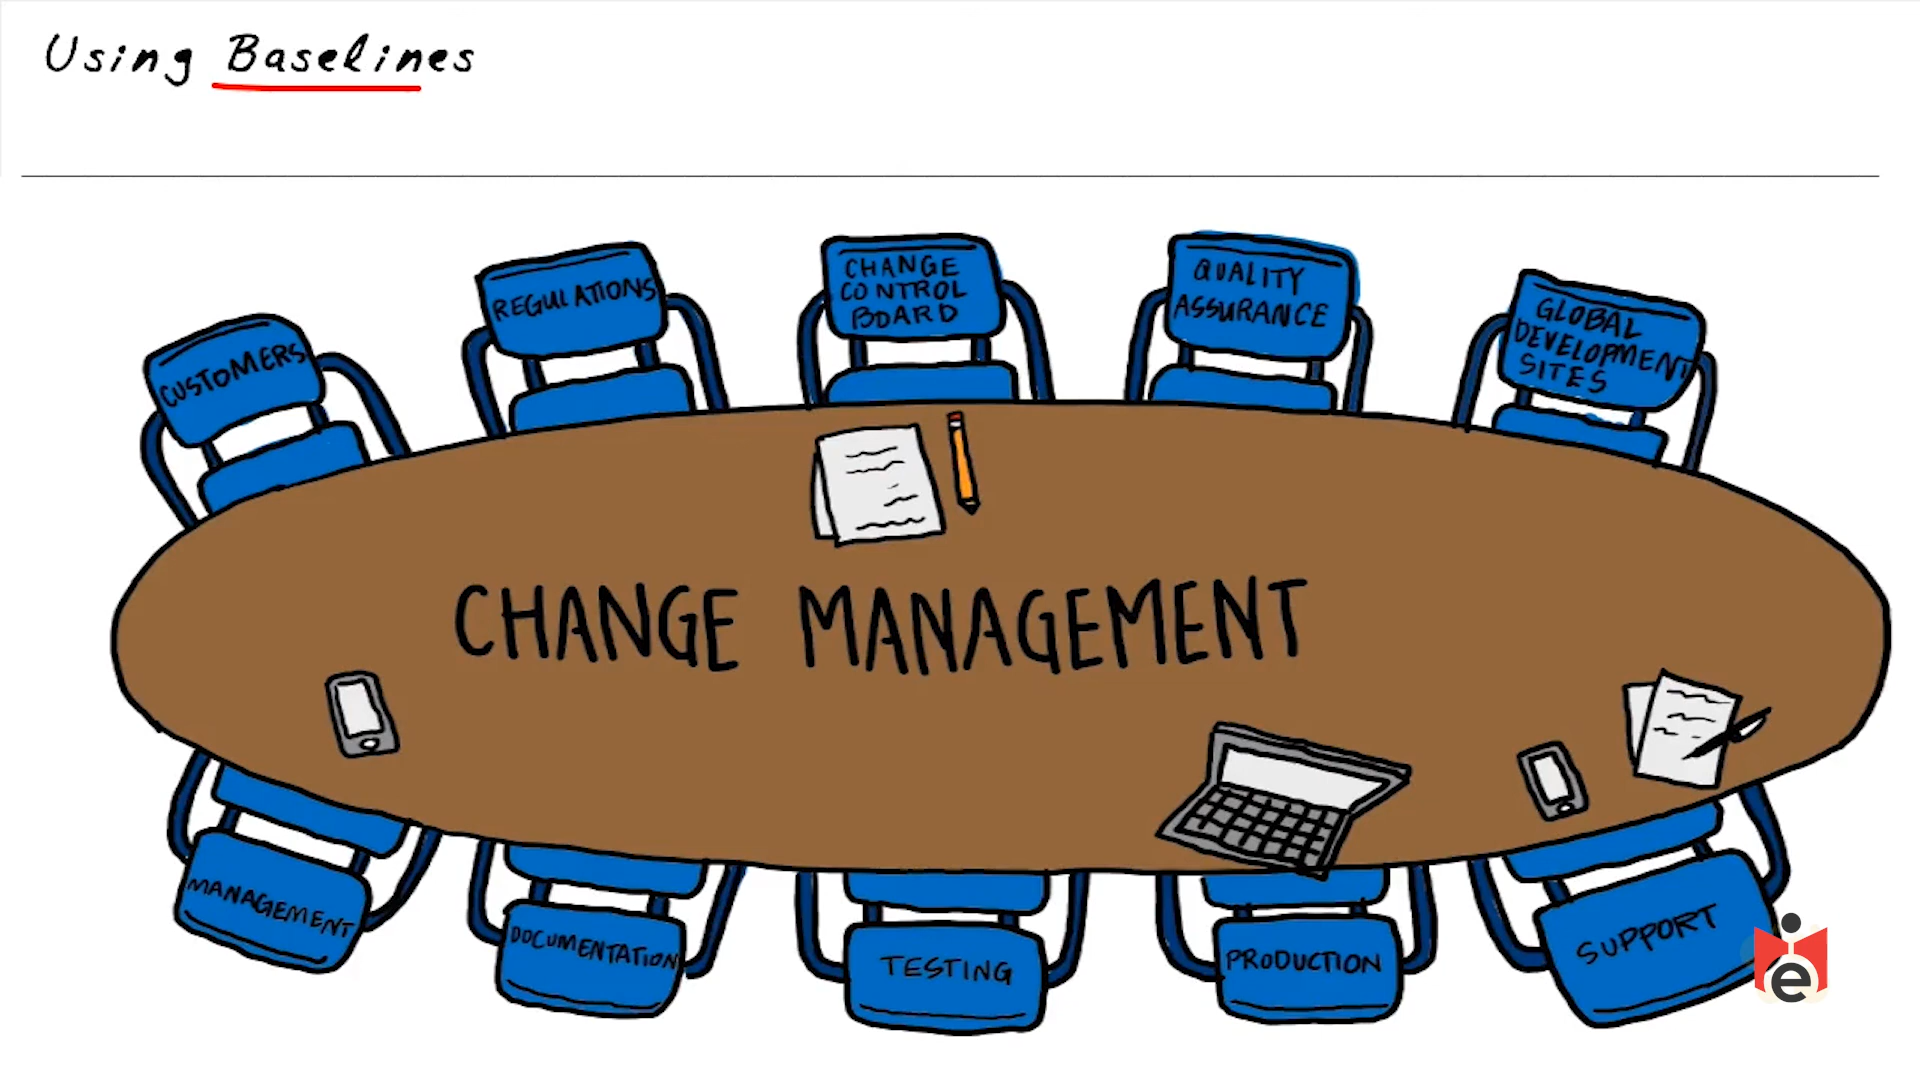 Using Baselines
CUSTOMERS
REGULATIONS
CHANGE
CONTROL
BOARD
QUALITY
ASSURANCE
GLOBAL
DEVELOPMENT
SITES
CHANGE MANAGEMENT
MANAGEMENT
DOCUMENTATION
TESTING
PRODUCTION
SUPPORT
e